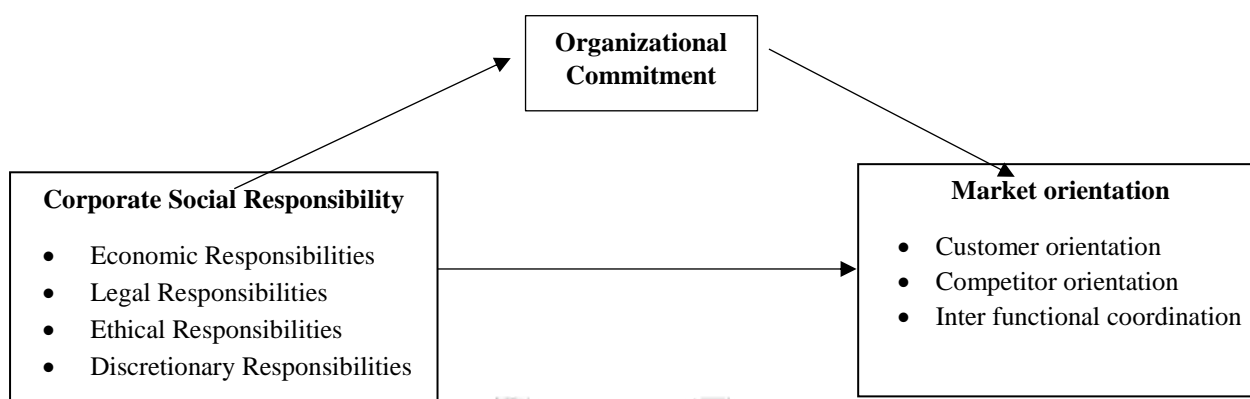 Organizational
Commitment
Corporate Social Responsibility
• Economic Responsibilities
• Legal Responsibilities
• Ethical Responsibilities
• Discretionary Responsibilities
Market orientation
• Customer orientation
• Competitor orientation
• Inter functional coordination